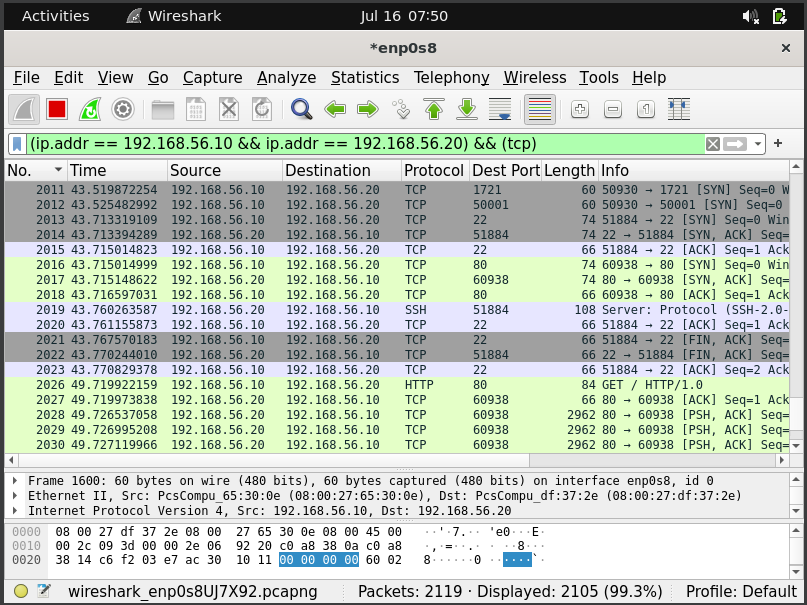 Activities Wireshark Jul 16 07:50
*enp0s8
File Edit View Go Capture Analyze Statistics Telephony Wireless Tools Help
(ip.addr == 192.168.56.10 && ip.addr == 192.168.56.20) && (tcp)
No. Time Source Destination Protocol Dest Port Length Info
2011 43.519872254 192.168.56.10 192.168.56.20 TCP 1721 60 50930 → 1721 [SYN] Seq=0 W
2012 43.525482992 192.168.56.10 192.168.56.20 TCP 50001 60 50930 → 50001 [SYN] Seq=0
2013 43.713319109 192.168.56.10 192.168.56.20 TCP 22 74 51884 → 22 [SYN] Seq=0 Win
2014 43.713394289 192.168.56.20 192.168.56.10 TCP 51884 74 22 → 51884 [SYN, ACK] Seq=
2015 43.715014823 192.168.56.10 192.168.56.20 TCP 22 66 51884 → 22 [ACK] Seq=1 Ack
2016 43.715014999 192.168.56.10 192.168.56.20 TCP 80 74 60938 → 80 [SYN] Seq=0 Win
2017 43.715148622 192.168.56.20 192.168.56.10 TCP 60938 74 80 → 60938 [SYN, ACK] Seq=
2018 43.716597031 192.168.56.10 192.168.56.20 TCP 80 66 60938 → 80 [ACK] Seq=1 Ack
2019 43.760263587 192.168.56.20 192.168.56.10 SSH 51884 108 Server: Protocol (SSH-2.0-
2020 43.761155873 192.168.56.10 192.168.56.20 TCP 22 66 51884 → 22 [ACK] Seq=1 Ack
2021 43.767570183 192.168.56.10 192.168.56.20 TCP 22 66 51884 → 22 [FIN, ACK] Seq=
2022 43.770244010 192.168.56.20 192.168.56.10 TCP 51884 66 22 → 51884 [FIN, ACK] Seq=
2023 43.770829378 192.168.56.10 192.168.56.20 TCP 22 66 51884 → 22 [ACK] Seq=2 Ack
2026 49.719922159 192.168.56.10 192.168.56.20 HTTP 80 84 GET / HTTP/1.0
2027 49.719973838 192.168.56.20 192.168.56.10 TCP 60938 66 80 → 60938 [ACK] Seq=1 Ack
2028 49.726537058 192.168.56.20 192.168.56.10 TCP 60938 2962 80 → 60938 [PSH, ACK] Seq=
2029 49.726995208 192.168.56.20 192.168.56.10 TCP 60938 2962 80 → 60938 [PSH, ACK] Seq=
2030 49.727119966 192.168.56.20 192.168.56.10 TCP 60938 2962 80 → 60938 [PSH, ACK] Seq=
Frame 1600: 60 bytes on wire (480 bits), 60 bytes captured (480 bits) on interface enp0s8, id 0
Ethernet II, Src: PcsCompu_65:30:0e (08:00:27:65:30:0e), Dst: PcsCompu_df:37:2e (08:00:27:df:37:2e)
Internet Protocol Version 4, Src: 192.168.56.10, Dst: 192.168.56.20
0000 08 00 27 df 37 2e 08 00 27 65 30 0e 08 00 45 00 ··'·7.·· 'e0···E·
0010 00 2c 09 3d 00 00 2e 06 92 20 c0 a8 38 0a c0 a8 ·,·=··.· · ··8···
0020 38 14 c6 f2 03 e7 ac 30 10 11 00 00 00 00 60 02 8······0 ······`·
wireshark_enp0s8UJ7X92.pcapng Packets: 2119 · Displayed: 2105 (99.3%) Profile: Default